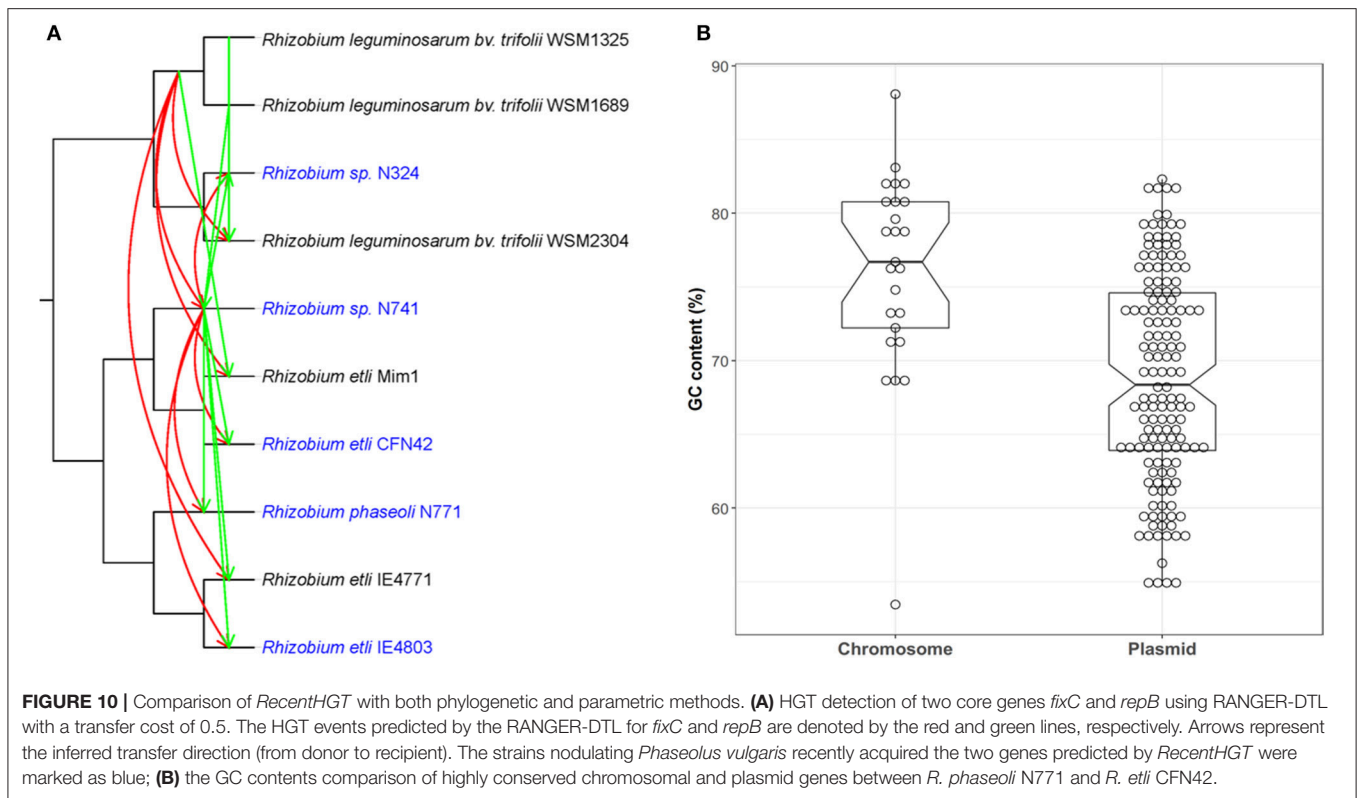 A
Rhizobium leguminosarum bv. trifolii WSM1325
Rhizobium leguminosarum bv. trifolii WSM1689
Rhizobium sp. N324
Rhizobium leguminosarum bv. trifolii WSM2304
Rhizobium sp. N741
Rhizobium etli Mim1
Rhizobium etli CFN42
Rhizobium phaseoli N771
Rhizobium etli IE4771
Rhizobium etli IE4803
B
GC content (%)
90
80
70
60
Chromosome
Plasmid
FIGURE 10 | Comparison of RecentHGT with both phylogenetic and parametric methods. (A) HGT detection of two core genes fixC and repB using RANGER-DTL
with a transfer cost of 0.5. The HGT events predicted by the RANGER-DTL for fixC and repB are denoted by the red and green lines, respectively. Arrows represent
the inferred transfer direction (from donor to recipient). The strains nodulating Phaseolus vulgaris recently acquired the two genes predicted by RecentHGT were
marked as blue; (B) the GC contents comparison of highly conserved chromosomal and plasmid genes between R. phaseoli N771 and R. etli CFN42.